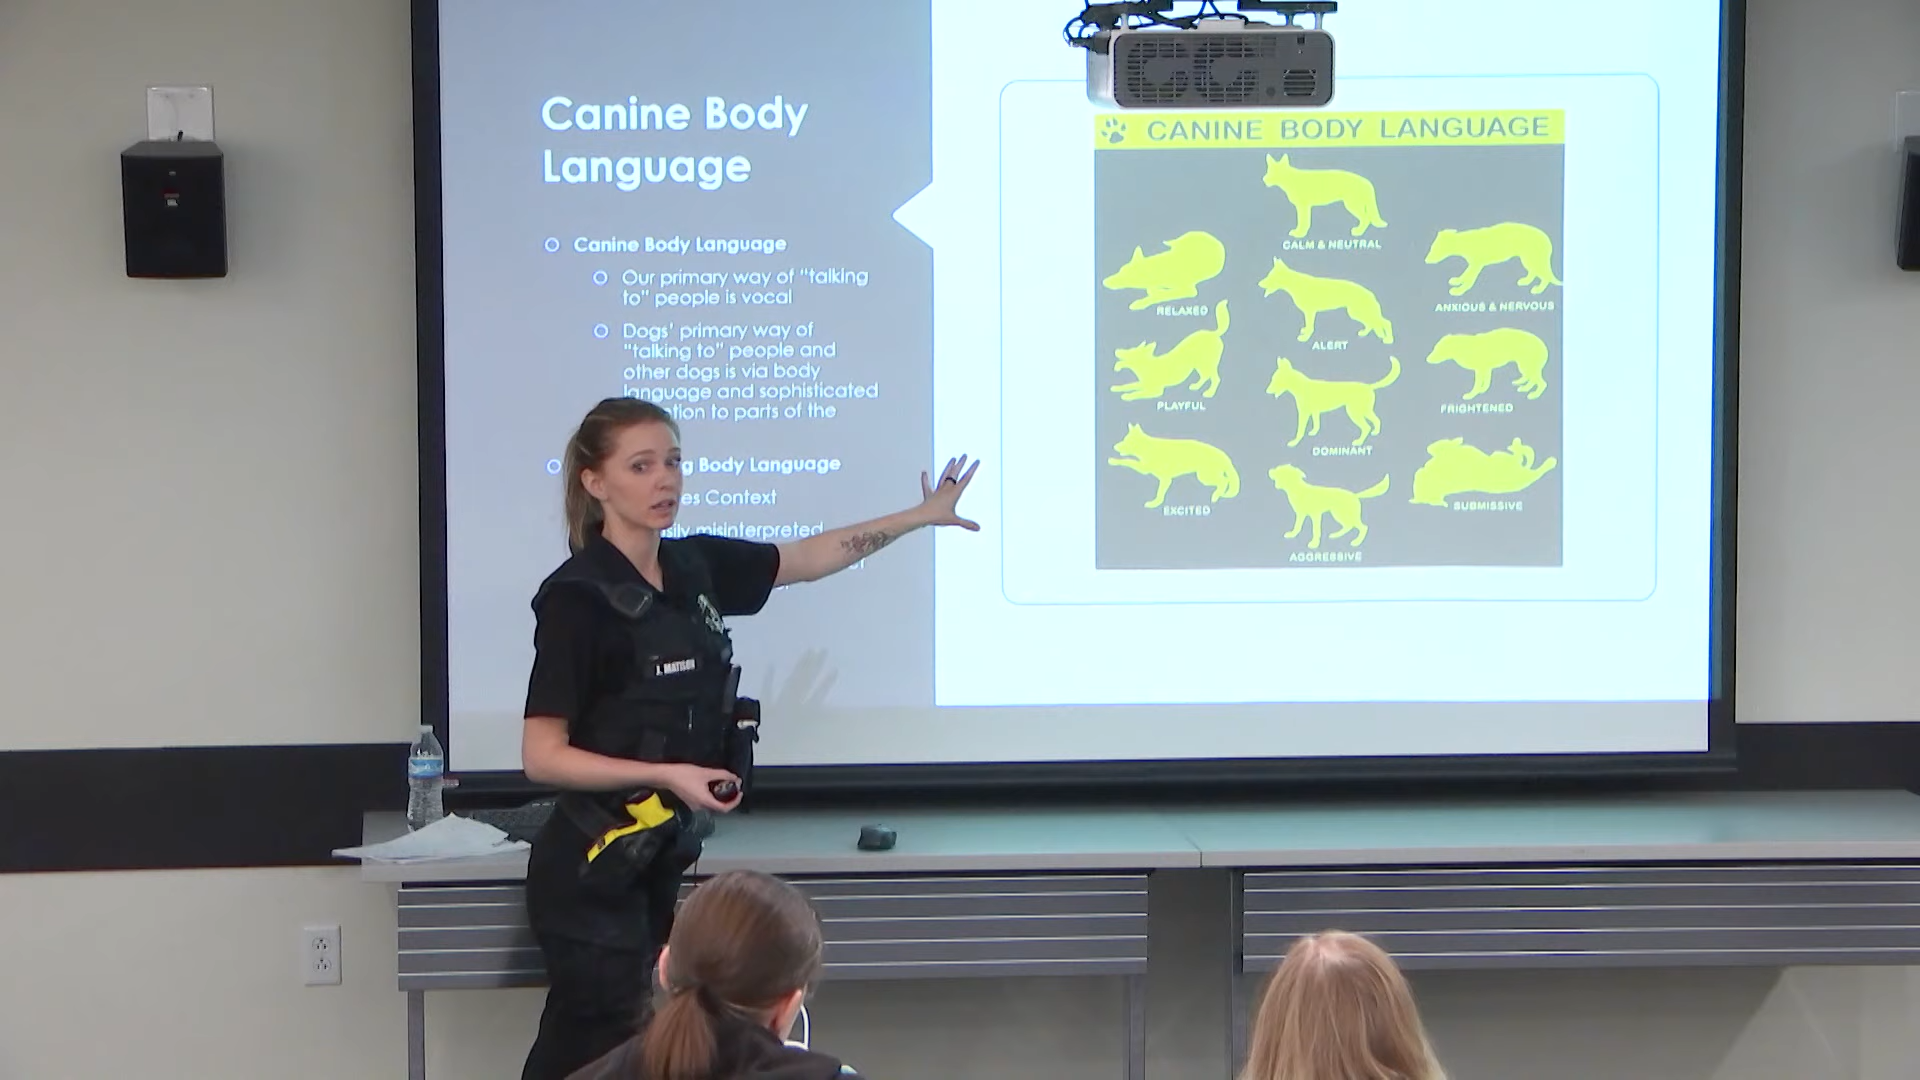 Canine Body
Language
Canine Body Language
Our primary way of "talking
to" people is vocal
Dogs' primary way of
"talking to" people and
other dogs is via body
language and sophisticated
to parts of the
Body Language
Context
misinterpreted
CANINE BODY LANGUAGE
CALM & NEUTRAL
RELAXED
ANXIOUS & NERVOUS
ALERT
PLAYFUL
FRIGHTENED
DOMINANT
EXCITED
SUBMISSIVE
AGGRESSIVE
J. MATISON